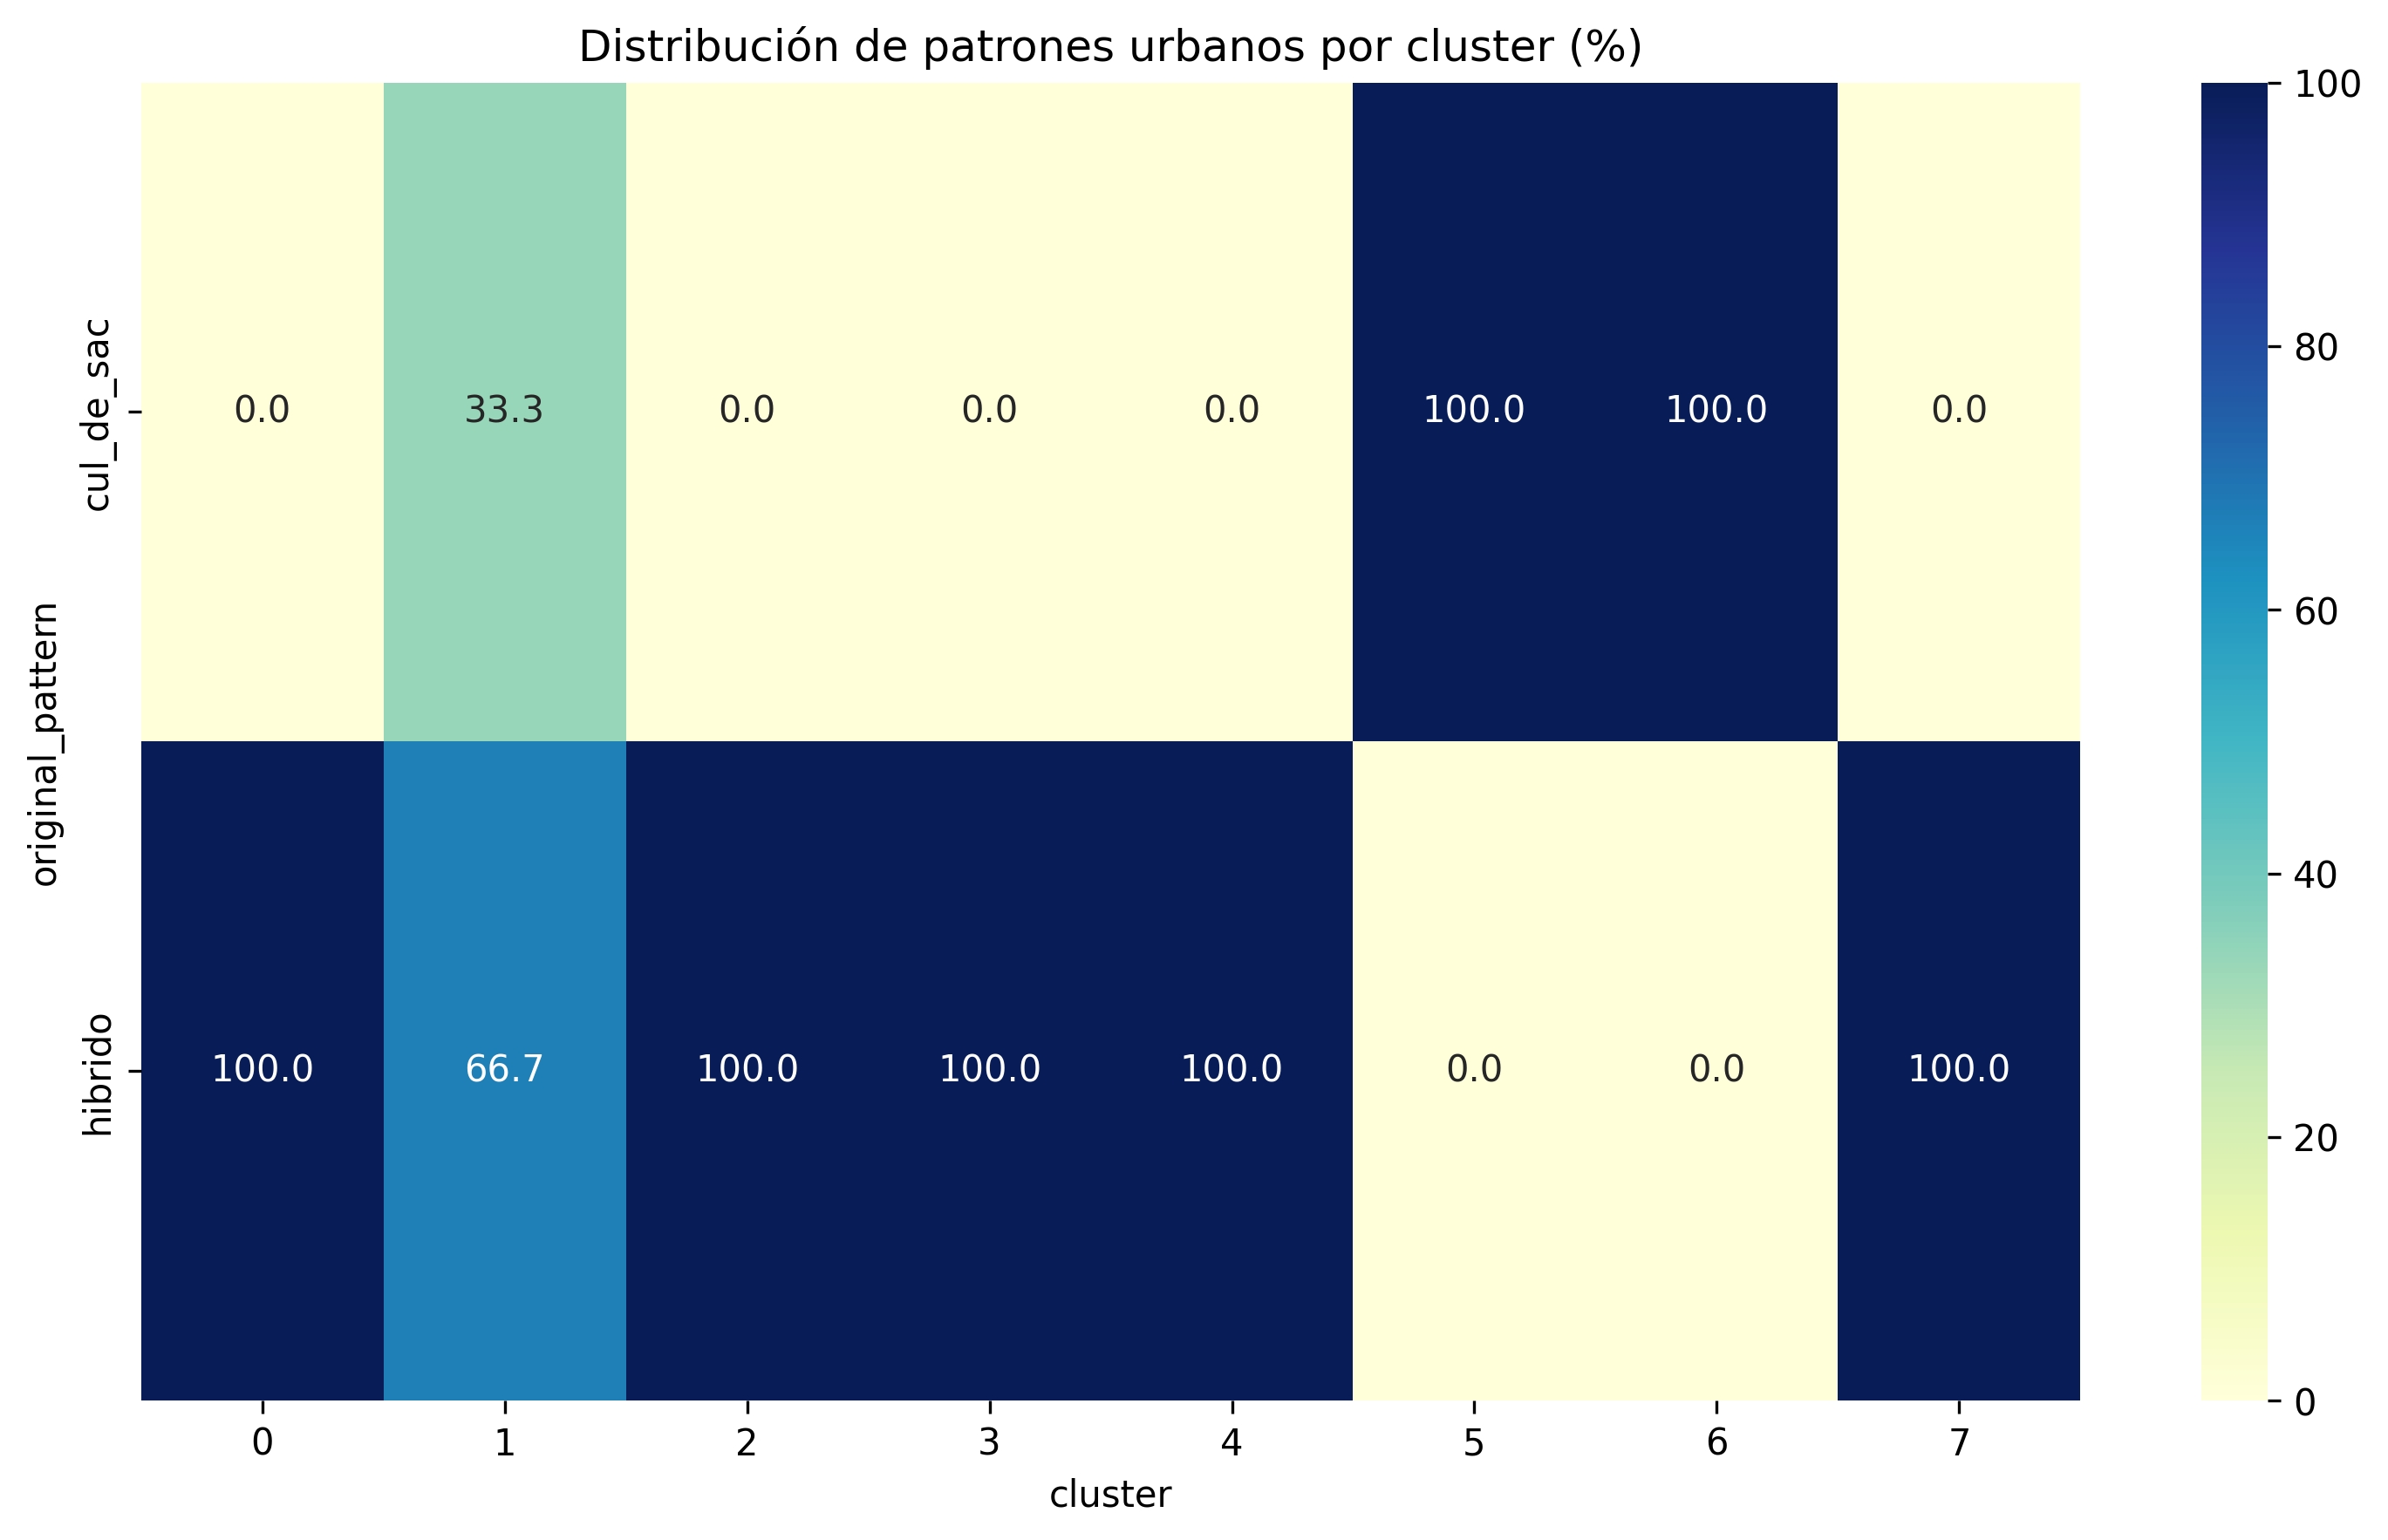 Distribución de patrones urbanos por cluster (%)
original_pattern
cul_de_sac
0.0 33.3 0.0 0.0 0.0 100.0 100.0 0.0
hibrido
100.0 66.7 100.0 100.0 100.0 0.0 0.0 100.0
0 1 2 3 4 5 6 7
cluster
100
80
60
40
20
0